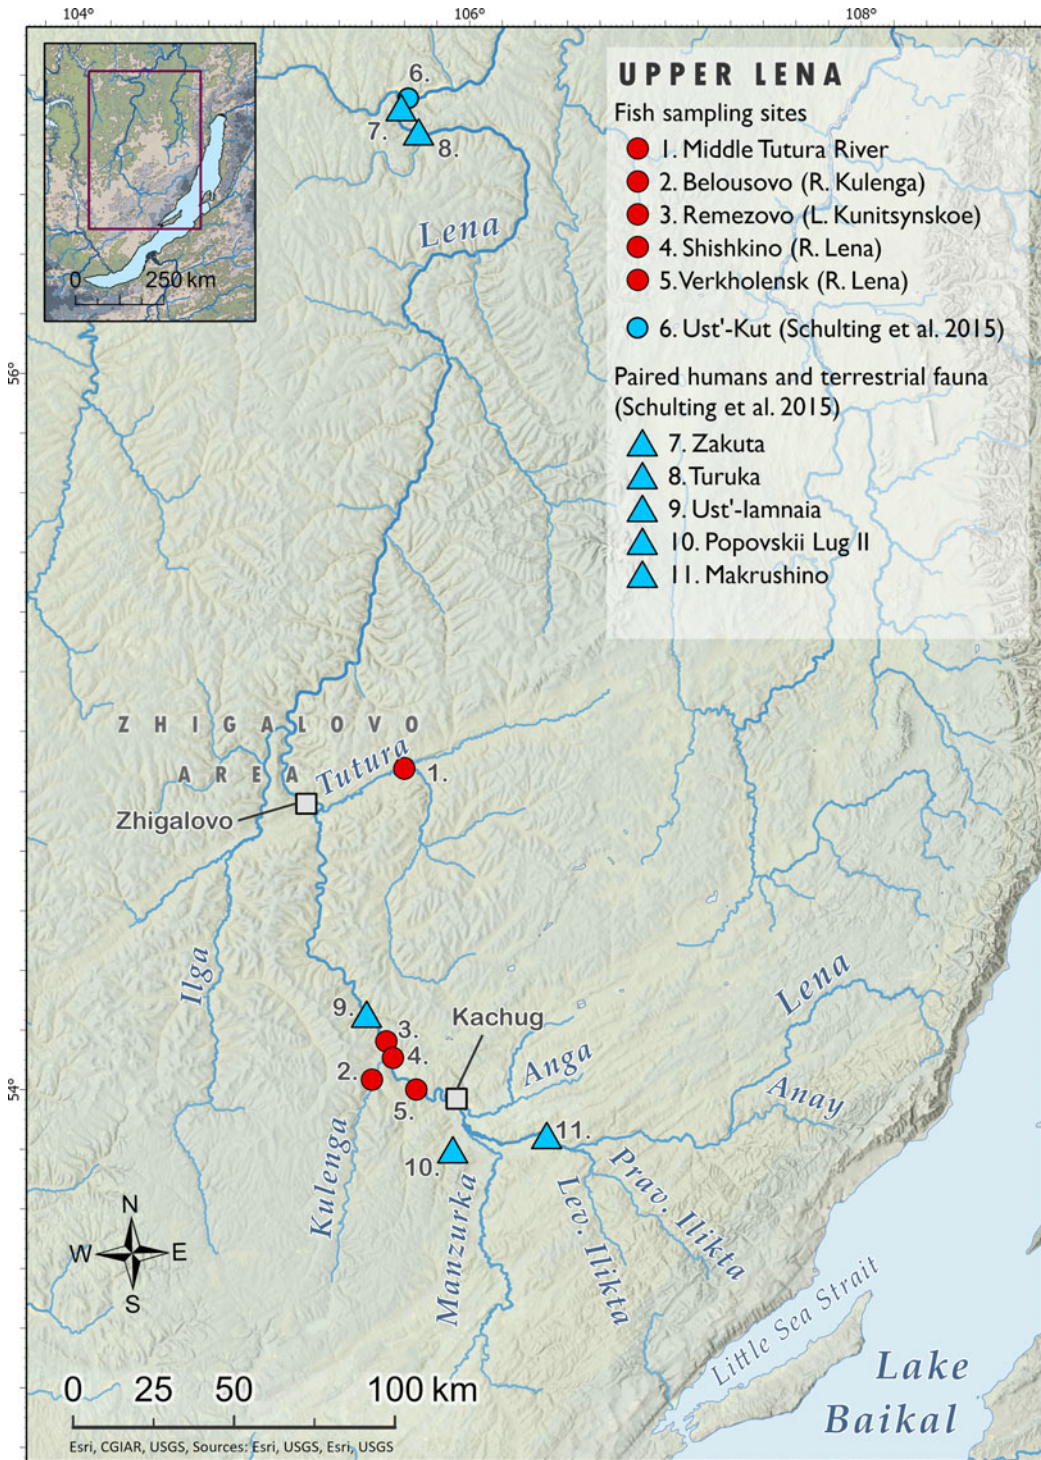 104°
106°
108°
UPPER LENA
Fish sampling sites
1. Middle Tutura River
2. Belousovo (R. Kulenga)
3. Remezovo (L. Kunitsynskoe)
4. Shishkino (R. Lena)
5. Verkholensk (R. Lena)
6. Ust'-Kut (Schulting et al. 2015)
Paired humans and terrestrial fauna
(Schulting et al. 2015)
7. Zakuta
8. Turuka
9. Ust'-Iamnaia
10. Popovskii Lug II
11. Makrushino
0 250 km
6.
7.
8.
Lena
56°
ZHIGALOVO
AREA
Tutura
1.
Zhigalovo
Ilga
Lena
9.
3.
Kachug
4.
Anga
2.
54°
5.
Anay
11.
10.
Kulenga
Manzurka
Prav. Ilikta
Lev. Ilikta
N
W E
S
Little Sea Strait
Lake
Baikal
0 25 50 100 km
Esri, CGIAR, USGS, Sources: Esri, USGS, Esri, USGS